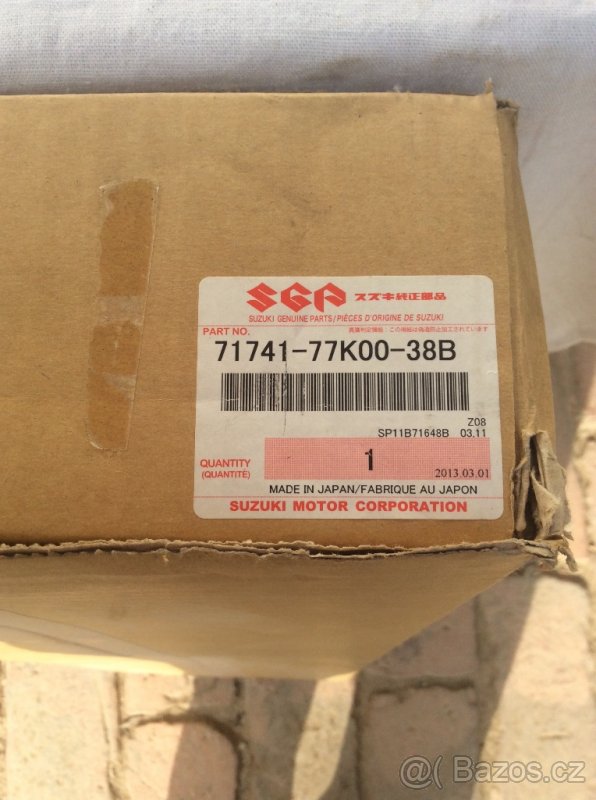 SGP スズキ純正部品
SUZUKI GENUINE PARTS/PIÈCES D'ORIGINE DE SUZUKI
PART NO.
71741-77K00-38B
Z08
SP11B71648B 03.11
QUANTITY
(QUANTITÉ)
1
2013.03.01
MADE IN JAPAN/FABRIQUE AU JAPON
SUZUKI MOTOR CORPORATION
Bazos.cz